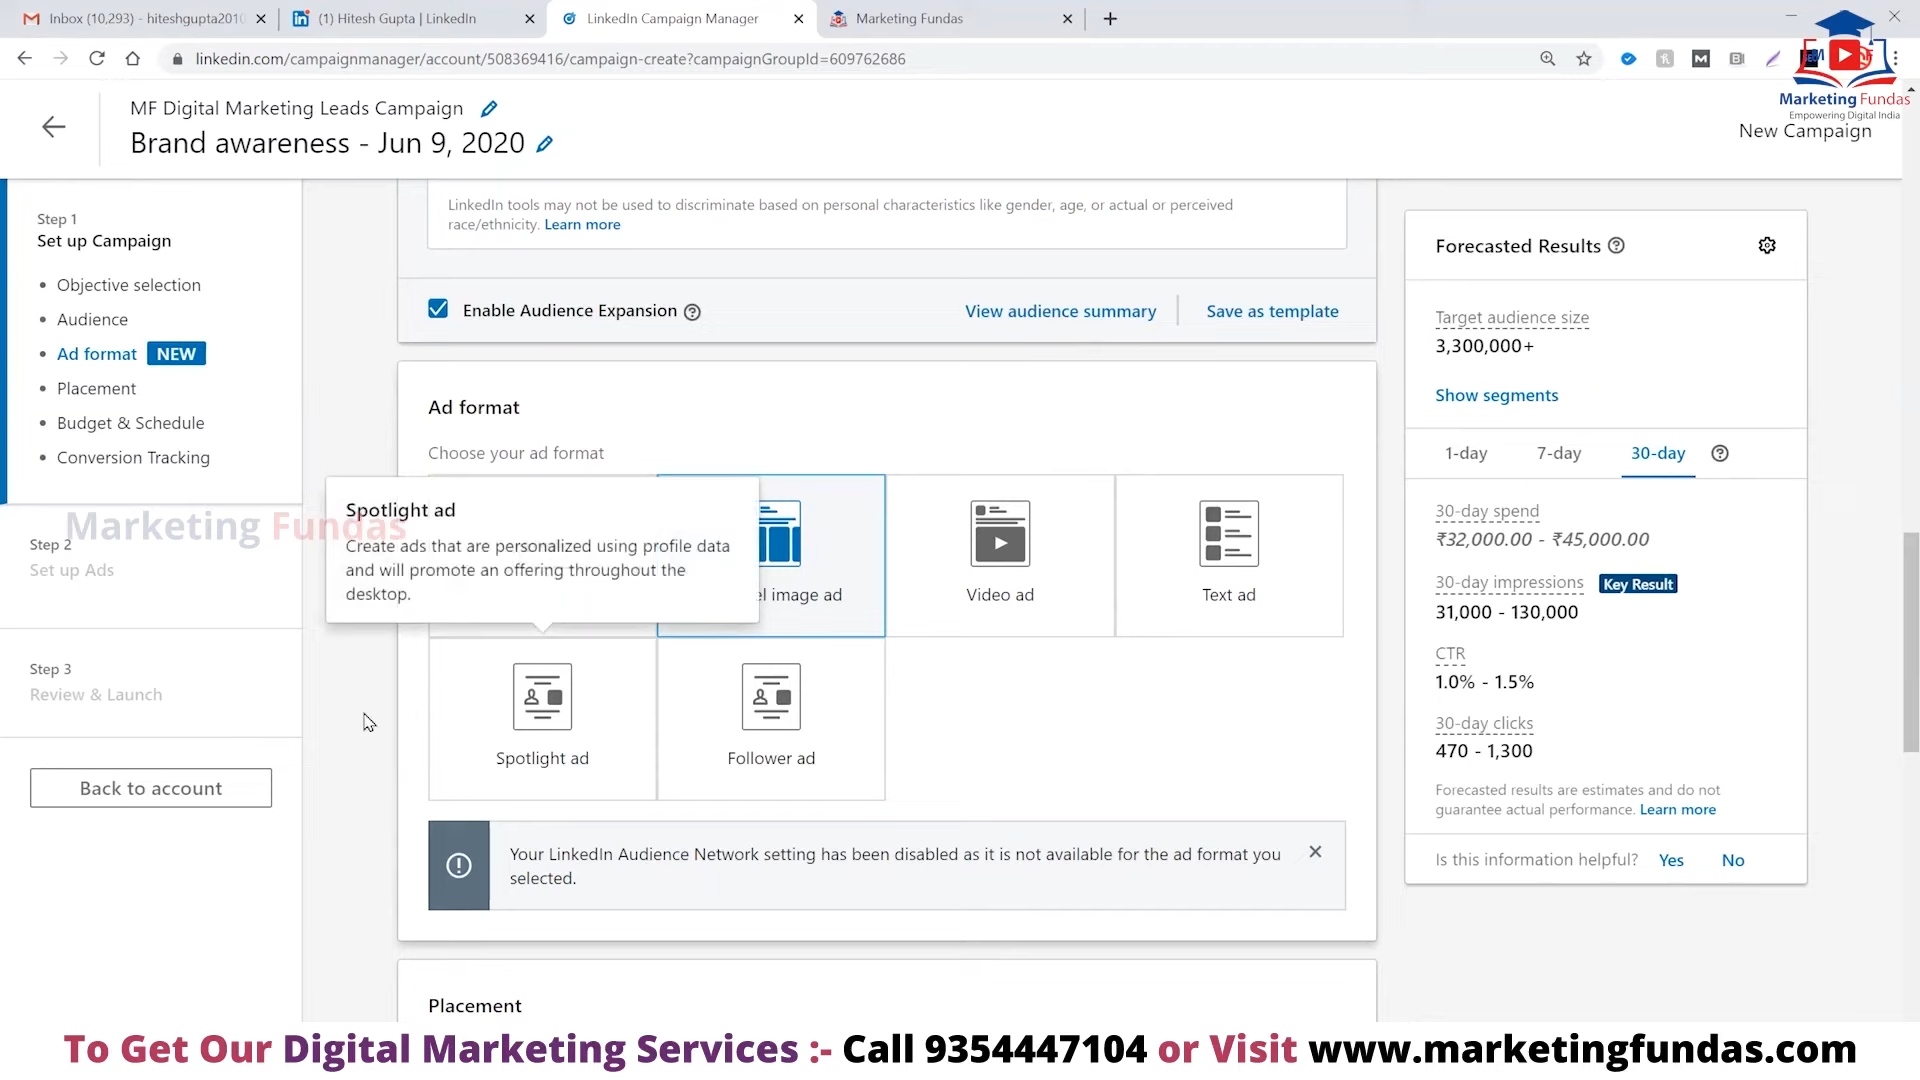 Inbox (10,293) - hiteshgupta2010
(1) Hitesh Gupta | LinkedIn
LinkedIn Campaign Manager
Marketing Fundas
linkedin.com/campaignmanager/account/508369416/campaign-create?campaignGroupId=609762686
Marketing Fundas
Empowering Digital India
MF Digital Marketing Leads Campaign
Brand awareness - Jun 9, 2020
New Campaign
Step 1
Set up Campaign
• Objective selection
• Audience
• Ad format NEW
• Placement
• Budget & Schedule
• Conversion Tracking
Marketing Fundas
Step 2
Set up Ads
Step 3
Review & Launch
Back to account
LinkedIn tools may not be used to discriminate based on personal characteristics like gender, age, or actual or perceived
race/ethnicity. Learn more
Enable Audience Expansion
View audience summary
Save as template
Ad format
Choose your ad format
Spotlight ad
Create ads that are personalized using profile data
and will promote an offering throughout the
desktop.
el image ad
Video ad
Text ad
Spotlight ad
Follower ad
Your LinkedIn Audience Network setting has been disabled as it is not available for the ad format you
selected.
Placement
Forecasted Results
Target audience size
3,300,000+
Show segments
1-day 7-day 30-day
30-day spend
₹32,000.00 - ₹45,000.00
30-day impressions Key Result
31,000 - 130,000
CTR
1.0% - 1.5%
30-day clicks
470 - 1,300
Forecasted results are estimates and do not
guarantee actual performance. Learn more
Is this information helpful? Yes No
To Get Our Digital Marketing Services :- Call 9354447104 or Visit www.marketingfundas.com